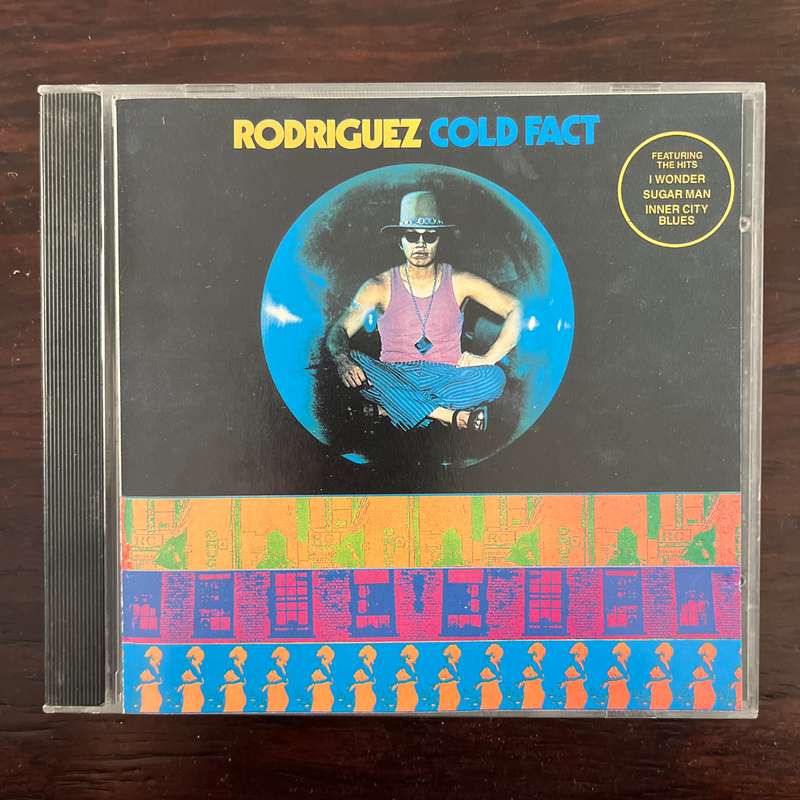 RODRIGUEZ COLD FACT
FEATURING
THE HITS
I WONDER
SUGAR MAN
INNER CITY
BLUES